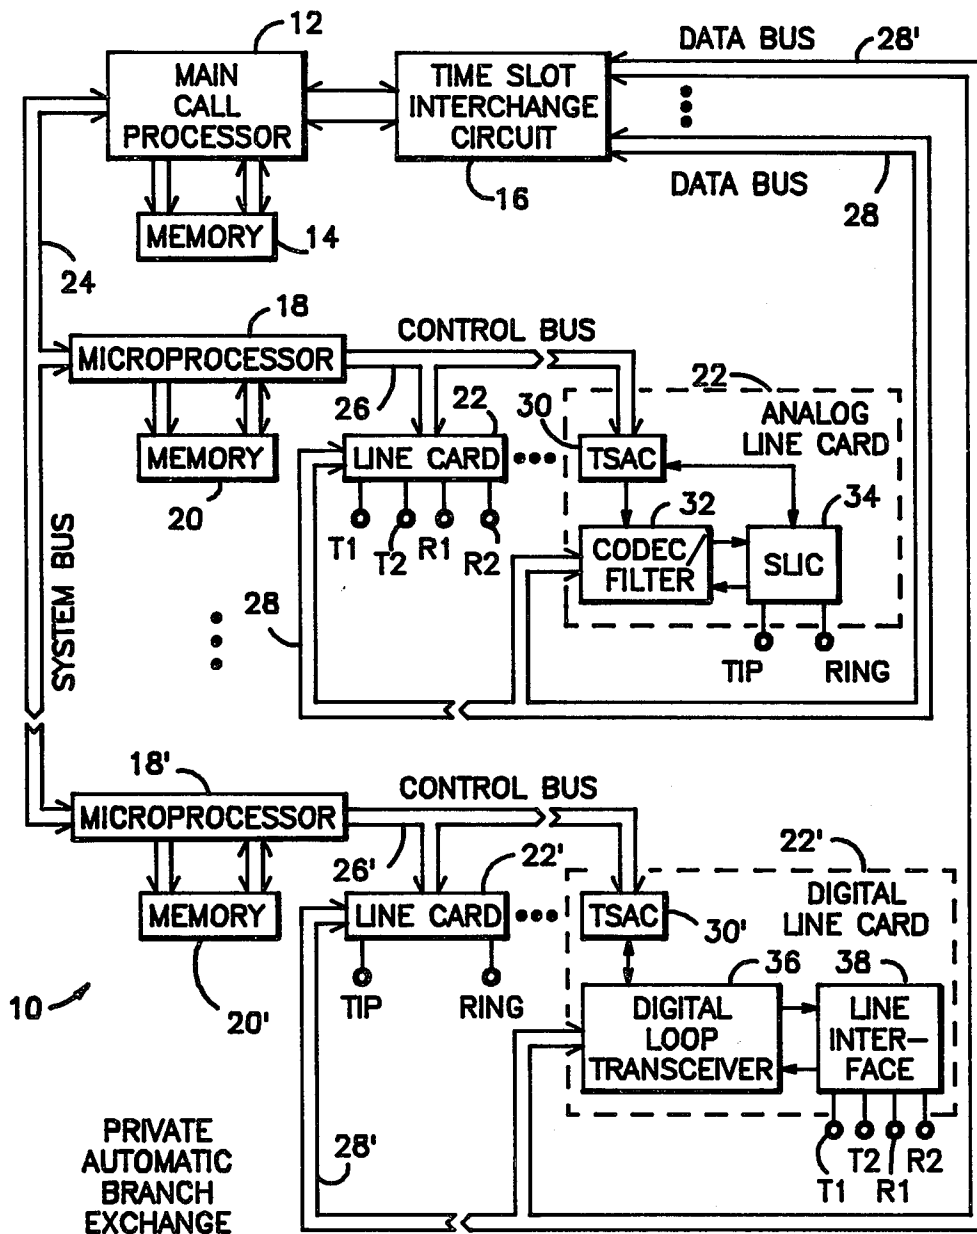 12
DATA BUS
28'
MAIN
CALL
PROCESSOR
TIME SLOT
INTERCHANGE
CIRCUIT
DATA BUS
16
28
MEMORY
14
24
18
CONTROL BUS
MICROPROCESSOR
26
22
30
22
ANALOG
LINE CARD
MEMORY
LINE CARD
TSAC
20
T1
T2
R1
R2
32
34
CODEC/
FILTER
SLIC
SYSTEM BUS
28
TIP
RING
18'
CONTROL BUS
MICROPROCESSOR
26'
22'
22'
DIGITAL
LINE CARD
MEMORY
LINE CARD
TSAC
30'
20'
TIP
RING
36
38
10
DIGITAL
LOOP
TRANSCEIVER
LINE
INTER-
FACE
T1
T2
R1
R2
28'
PRIVATE
AUTOMATIC
BRANCH
EXCHANGE